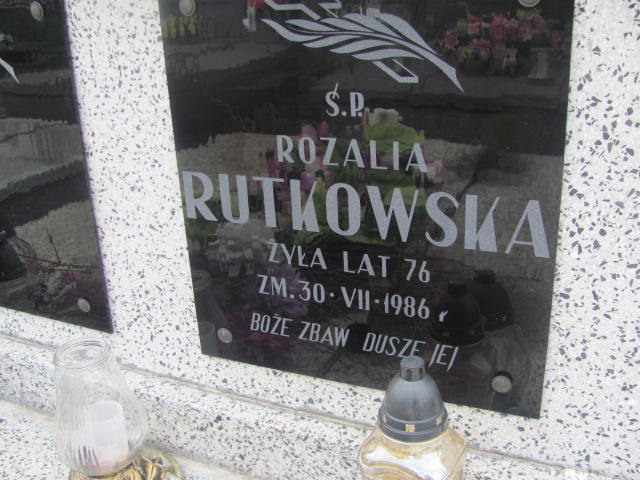 Ś.P.
ROZALIA
RUTKOWSKA
ŻYŁA LAT 76
ZM. 30·VII·1986 r
BOŻE ZBAW DUSZĘ JEJ